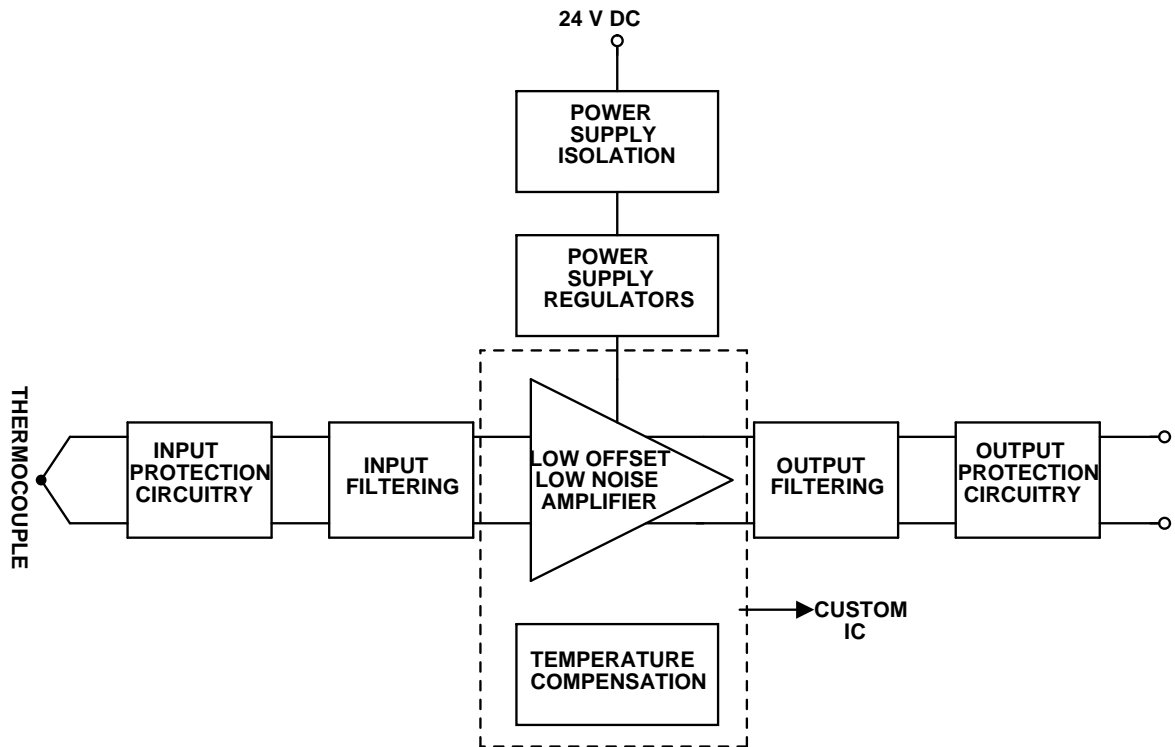 24 V DC
POWER
SUPPLY
ISOLATION
POWER
SUPPLY
REGULATORS
THERMOCOUPLE
INPUT
PROTECTION
CIRCUITRY
INPUT
FILTERING
LOW OFFSET
LOW NOISE
AMPLIFIER
OUTPUT
FILTERING
OUTPUT
PROTECTION
CIRCUITRY
CUSTOM
IC
TEMPERATURE
COMPENSATION